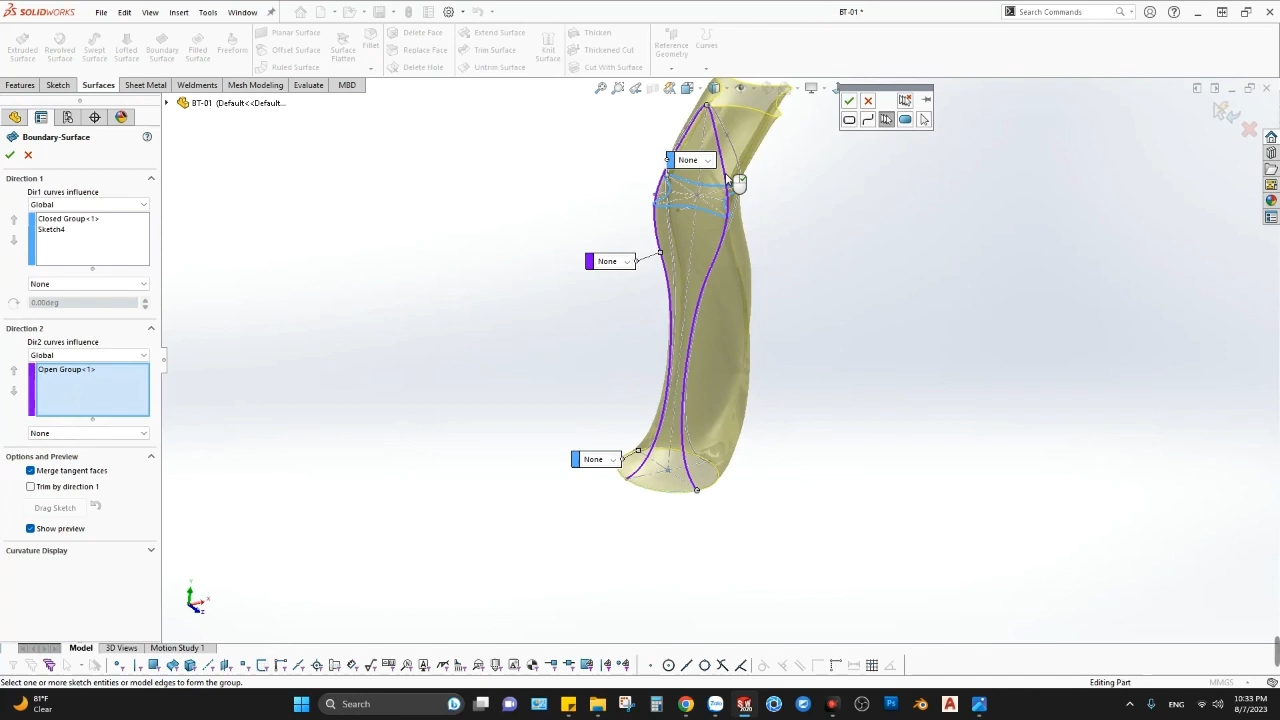 SOLIDWORKS File Edit View Insert Tools Window BT-01 * Search Commands
Extruded Surface
Revolved Surface
Swept Surface
Lofted Surface
Boundary Surface
Filled Surface
Freeform
Planar Surface
Offset Surface
Ruled Surface
Surface Flatten
Fillet
Delete Face
Replace Face
Delete Hole
Extend Surface
Trim Surface
Untrim Surface
Knit Surface
Thicken
Thickened Cut
Cut With Surface
Reference Geometry
Curves
Features Sketch Surfaces Sheet Metal Weldments Mesh Modeling Evaluate MBD
BT-01 (Default<<Default...
Boundary-Surface
Direction 1
Dir1 curves influence
Global
Closed Group<1>
Sketch4
None
0.00deg
Direction 2
Dir2 curves influence
Global
Open Group<1>
None
Options and Preview
Merge tangent faces
Trim by direction 1
Drag Sketch
Show preview
Curvature Display
None
None
None
Y
X
Z
Model 3D Views Motion Study 1
Select one or more sketch entities or model edges to form the group.
Editing Part
MMGS
81°F
Clear
Search
ENG
10:33 PM
8/7/2023